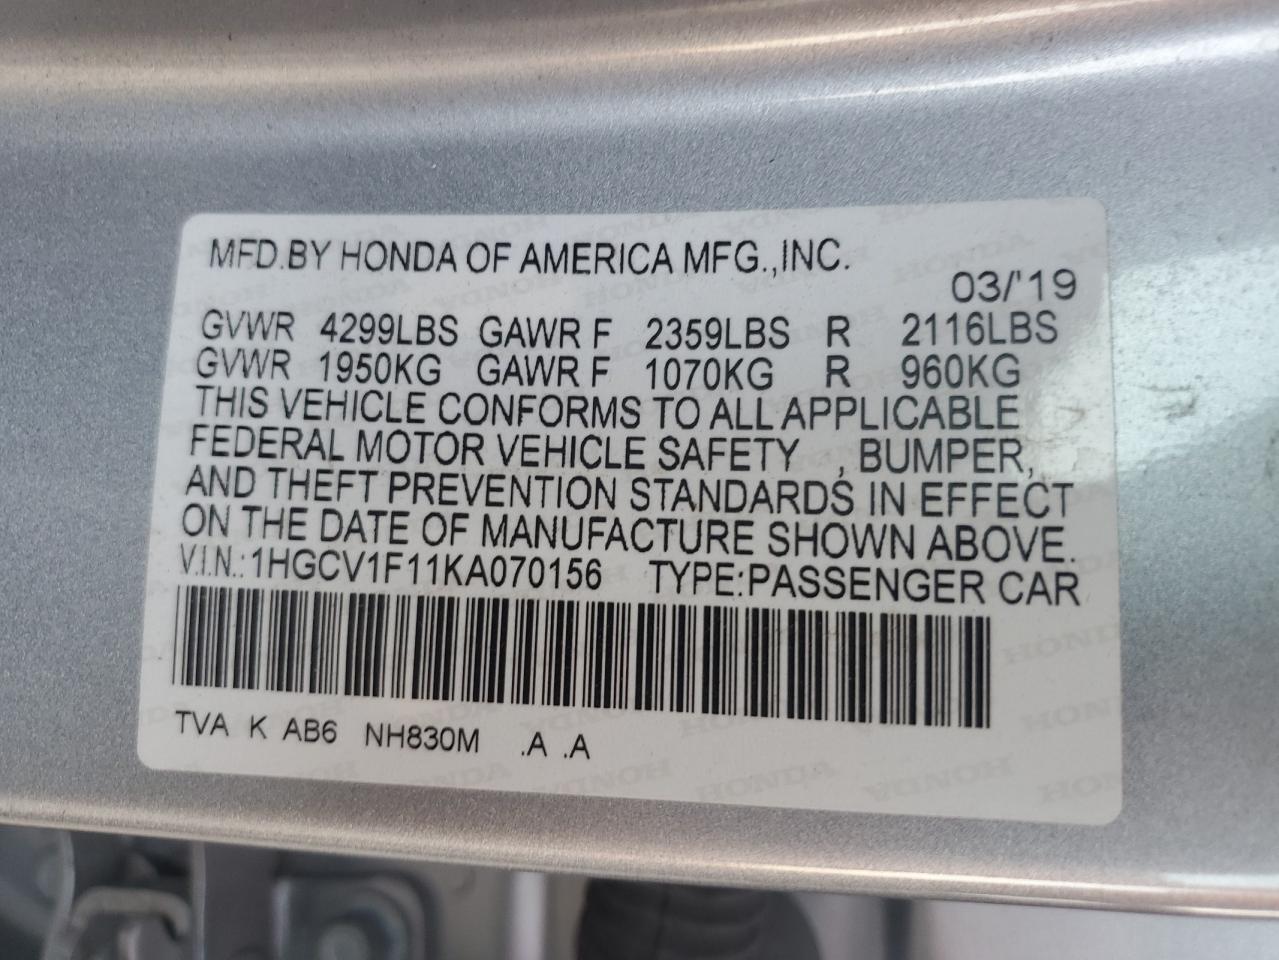 MFD.BY HONDA OF AMERICA MFG.,INC.
03/'19
GVWR 4299LBS GAWR F 2359LBS R 2116LBS
GVWR 1950KG GAWR F 1070KG R 960KG
THIS VEHICLE CONFORMS TO ALL APPLICABLE
FEDERAL MOTOR VEHICLE SAFETY , BUMPER,
AND THEFT PREVENTION STANDARDS IN EFFECT
ON THE DATE OF MANUFACTURE SHOWN ABOVE.
V.I.N.:1HGCV1F11KA070156 TYPE:PASSENGER CAR
TVA K AB6 NH830M .A .A